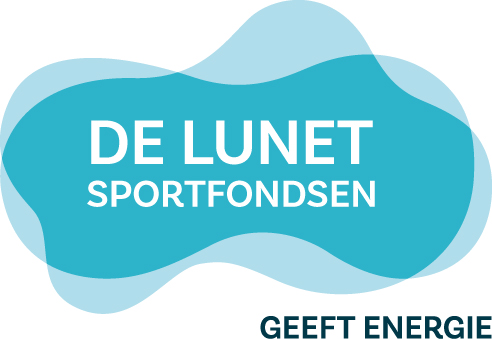 DE LUNET
SPORTFONDSEN
GEEFT ENERGIE